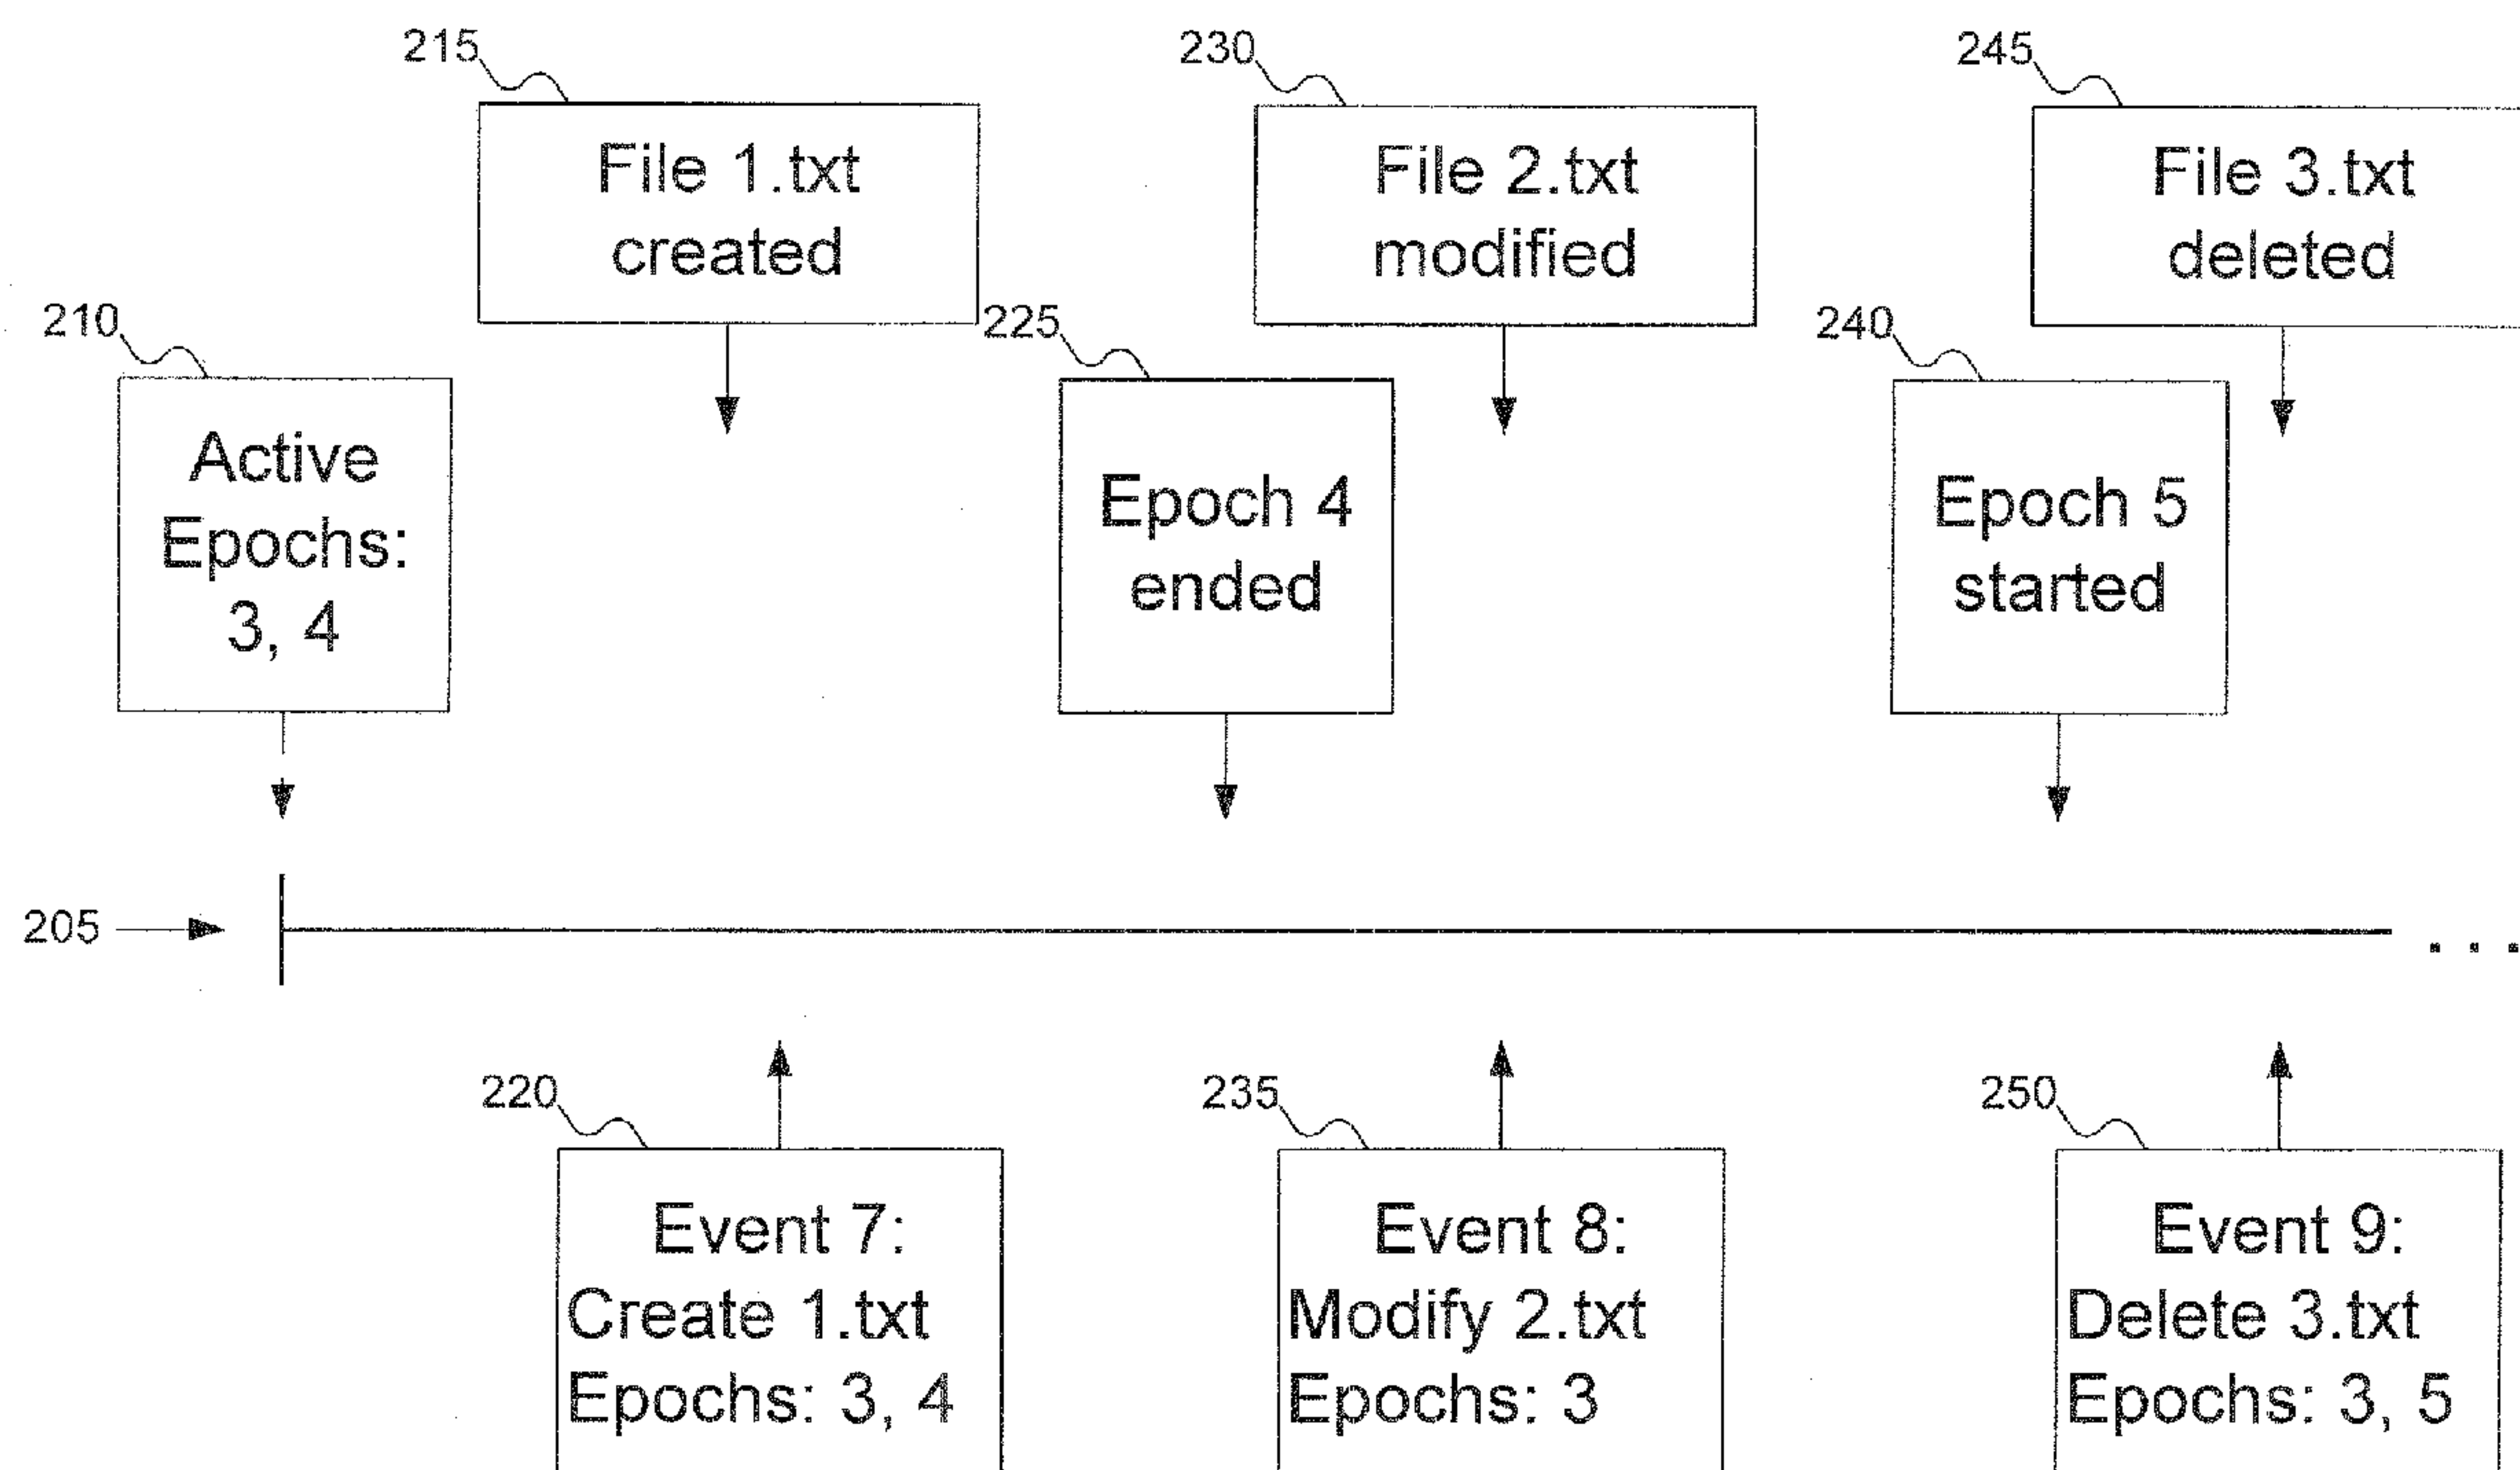 215
File 1.txt
created
230
File 2.txt
modified
245
File 3.txt
deleted
210
Active
Epochs:
3, 4
225
Epoch 4
ended
240
Epoch 5
started
205
...
220
Event 7:
Create 1.txt
Epochs: 3, 4
235
Event 8:
Modify 2.txt
Epochs: 3
250
Event 9:
Delete 3.txt
Epochs: 3, 5